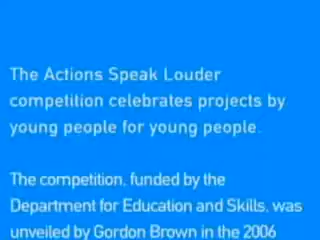 The Actions Speak Louder
competition celebrates projects by
young people for young people.
The competition, funded by the
Department for Education and Skills, was
unveiled by Gordon Brown in the 2006